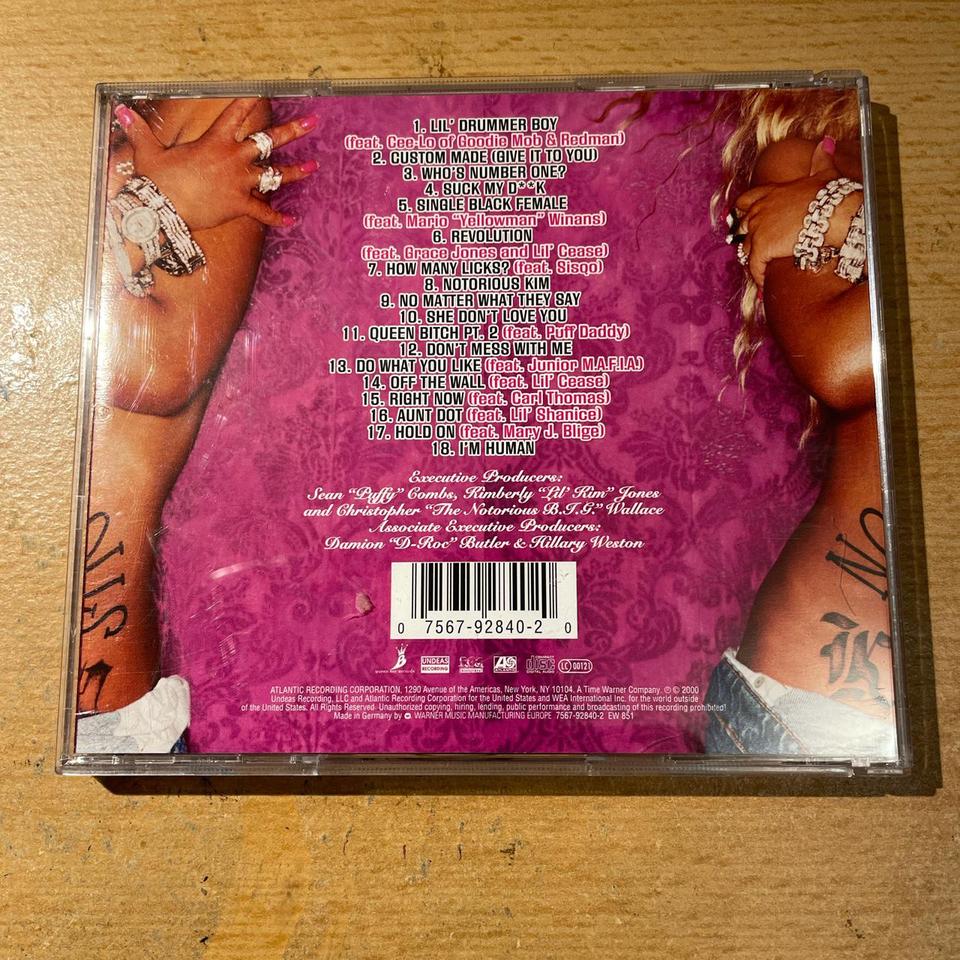 1. LIL' DRUMMER BOY
(feat. Cee-Lo of Goodie Mob & Redman)
2. CUSTOM MADE (GIVE IT TO YOU)
3. WHO'S NUMBER ONE?
4. SUCK MY D**K
5. SINGLE BLACK FEMALE
(feat. Mario "Yellowman" Winans)
6. REVOLUTION
(feat. Grace Jones and Lil' Cease)
7. HOW MANY LICKS? (feat. Sisqo)
8. NOTORIOUS KIM
9. NO MATTER WHAT THEY SAY
10. SHE DON'T LOVE YOU
11. QUEEN BITCH PT. 2 (feat. Puff Daddy)
12. DON'T MESS WITH ME
13. DO WHAT YOU LIKE (feat. Junior M.A.F.I.A.)
14. OFF THE WALL (feat. Lil' Cease)
15. RIGHT NOW (feat. Carl Thomas)
16. AUNT DOT (feat. Lil' Shanice)
17. HOLD ON (feat. Mary J. Blige)
18. I'M HUMAN
Executive Producers:
Sean "Puffy" Combs, Kimberly "Lil' Kim" Jones
and Christopher "The Notorious B.I.G." Wallace
Associate Executive Producers:
Damion "D-Roc" Butler & Hillary Weston
0 7567-92840-2 0
UNDEAS RECORDING ATLANTIC COMPACT disc DIGITAL AUDIO LC 00121
ATLANTIC RECORDING CORPORATION, 1290 Avenue of the Americas, New York, NY 10104. A Time Warner Company. ℗ © 2000
Undeas Recording, LLC and Atlantic Recording Corporation for the United States and WEA International Inc. for the world outside
of the United States. All Rights Reserved. Unauthorized copying, hiring, lending, public performance and broadcasting of this recording prohibited!
Made in Germany by WARNER MUSIC MANUFACTURING EUROPE 7567-92840-2 EW 851